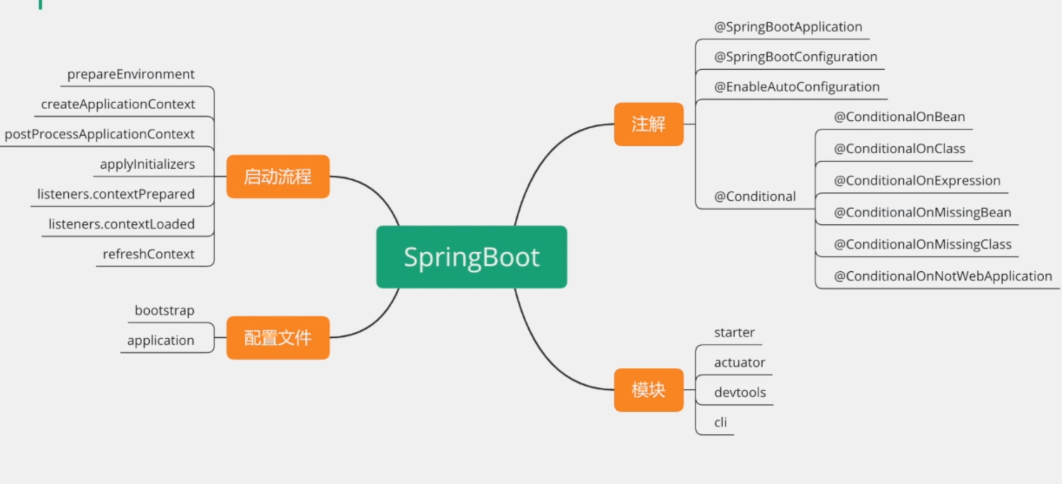 SpringBoot
启动流程
prepareEnvironment
createApplicationContext
postProcessApplicationContext
applyInitializers
listeners.contextPrepared
listeners.contextLoaded
refreshContext
配置文件
bootstrap
application
注解
@SpringBootApplication
@SpringBootConfiguration
@EnableAutoConfiguration
@Conditional
@ConditionalOnBean
@ConditionalOnClass
@ConditionalOnExpression
@ConditionalOnMissingBean
@ConditionalOnMissingClass
@ConditionalOnNotWebApplication
模块
starter
actuator
devtools
cli